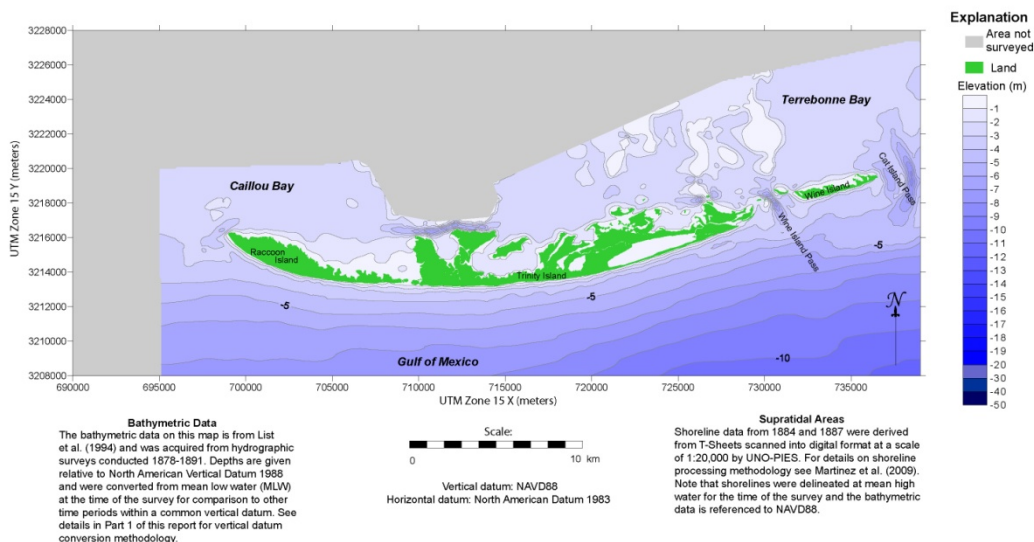 Explanation
Area not
surveyed
Land
Elevation (m)
-1
-2
-3
-4
-5
-6
-7
-8
-9
-10
-11
-12
-13
-14
-15
-16
-17
-18
-19
-20
-30
-40
-50
3228000
3226000
3224000
3222000
3220000
3218000
3216000
3214000
3212000
3210000
3208000
UTM Zone 15 Y (meters)
Terrebonne Bay
Caillou Bay
Cat Island Pass
Wine Island
Wine Island Pass
Raccoon
Island
Trinity Island
-5
-5
-5
-10
Gulf of Mexico
N
690000 695000 700000 705000 710000 715000 720000 725000 730000 735000
UTM Zone 15 X (meters)
Bathymetric Data
The bathymetric data on this map is from List
et al. (1994) and was acquired from hydrographic
surveys conducted 1878-1891. Depths are given
relative to North American Vertical Datum 1988
and were converted from mean low water (MLW)
at the time of the survey for comparison to other
time periods within a common vertical datum. See
details in Part 1 of this report for vertical datum
conversion methodology.
Scale:
0 10 km
Vertical datum: NAVD88
Horizontal datum: North American Datum 1983
Supratidal Areas
Shoreline data from 1884 and 1887 were derived
from T-Sheets scanned into digital format at a scale
of 1:20,000 by UNO-PIES. For details on shoreline
processing methodology see Martinez et al. (2009).
Note that shorelines were delineated at mean high
water for the time of the survey and the bathymetric
data is referenced to NAVD88.